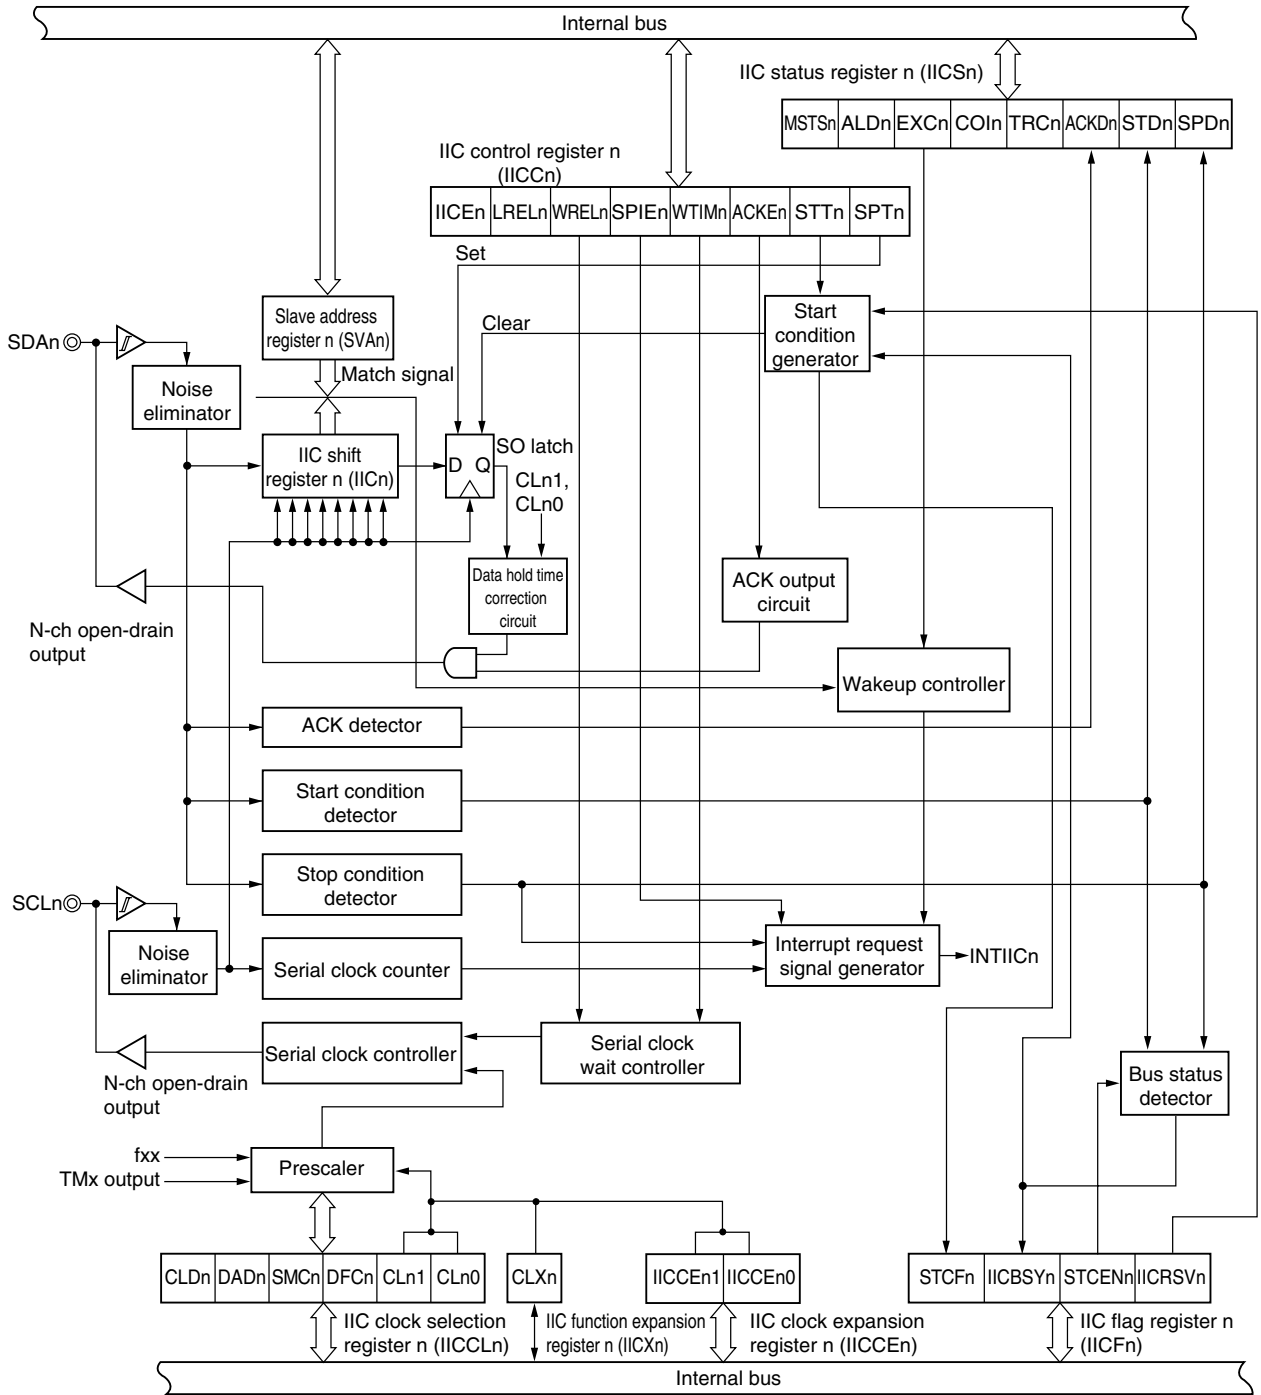 Internal bus
IIC status register n (IICSn)
MSTSn ALDn EXCn COIn TRCn ACKDn STDn SPDn
IIC control register n
(IICCn)
IICEn LRELn WRELn SPIEn WTIMn ACKEn STTn SPTn
Set
Clear
Start
condition
generator
Slave address
register n (SVAn)
SDAn
Match signal
Noise
eliminator
IIC shift
register n (IICn)
D Q
SO latch
CLn1,
CLn0
Data hold time
correction
circuit
ACK output
circuit
N-ch open-drain
output
Wakeup controller
ACK detector
Start condition
detector
Stop condition
detector
SCLn
Noise
eliminator
Serial clock counter
Interrupt request
signal generator
INTIICn
Serial clock controller
Serial clock
wait controller
Bus status
detector
N-ch open-drain
output
fxx
TMx output
Prescaler
CLDn DADn SMCn DFCn CLn1 CLn0
CLXn
IICCEn1 IICCEn0
STCFn IICBSYn STCENn IICRSVn
IIC clock selection
register n (IICCLn)
IIC function expansion
register n (IICXn)
IIC clock expansion
register n (IICCEn)
IIC flag register n
(IICFn)
Internal bus